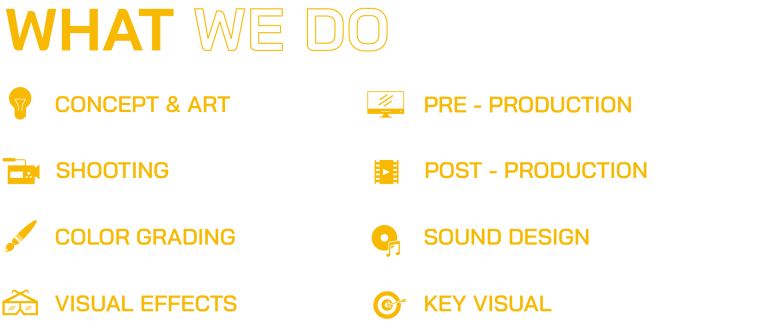 WHAT WE DO
CONCEPT & ART
PRE - PRODUCTION
SHOOTING
POST - PRODUCTION
COLOR GRADING
SOUND DESIGN
VISUAL EFFECTS
KEY VISUAL